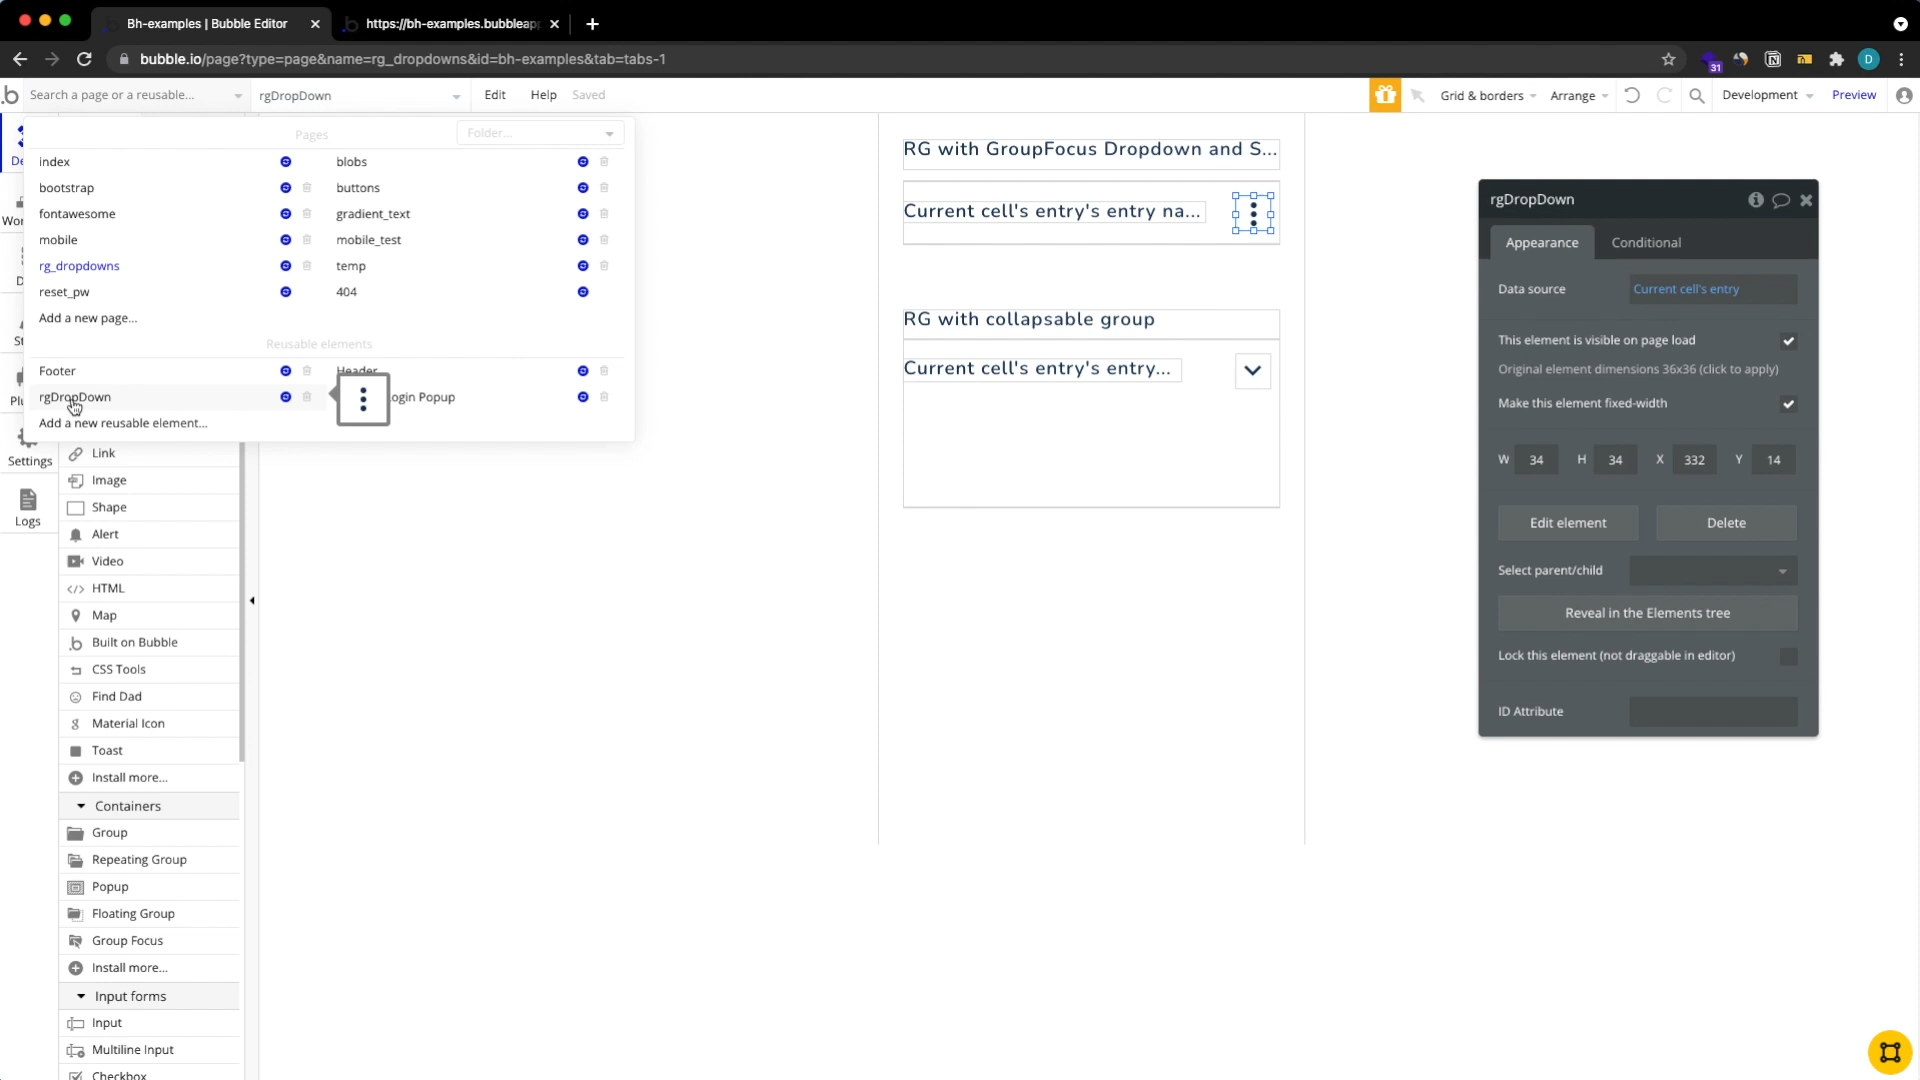 Bh-examples | Bubble Editor
https://bh-examples.bubbleap
bubble.io/page?type=page&name=rg_dropdowns&id=bh-examples&tab=tabs-1
31
D
Search a page or a reusable...
rgDropDown
Edit
Help
Saved
Grid & borders
Arrange
Development
Preview
Pages
Folder...
index
blobs
bootstrap
buttons
fontawesome
gradient_text
mobile
mobile_test
rg_dropdowns
temp
reset_pw
404
Add a new page...
Reusable elements
Footer
Header
rgDropDown
ogin Popup
Add a new reusable element...
De
Wor
D
St
Plu
Settings
Logs
Link
Image
Shape
Alert
Video
</> HTML
Map
Built on Bubble
CSS Tools
Find Dad
Material Icon
Toast
Install more...
Containers
Group
Repeating Group
Popup
Floating Group
Group Focus
Install more...
Input forms
Input
Multiline Input
Checkbox
RG with GroupFocus Dropdown and S...
Current cell's entry's entry na...
RG with collapsable group
Current cell's entry's entry...
rgDropDown
Appearance
Conditional
Data source
Current cell's entry
This element is visible on page load
Original element dimensions 36x36 (click to apply)
Make this element fixed-width
W 34 H 34 X 332 Y 14
Edit element
Delete
Select parent/child
Reveal in the Elements tree
Lock this element (not draggable in editor)
ID Attribute